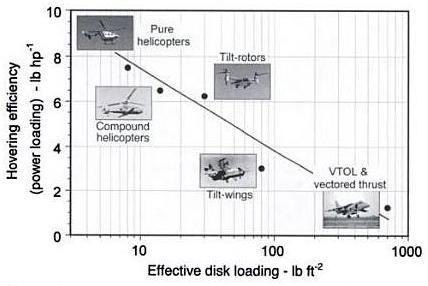 Hovering efficiency
(power loading) - lb hp-1
10
8
6
4
2
0
Pure
helicopters
Tilt-rotors
Compound
helicopters
Tilt-wings
VTOL &
vectored thrust
10
100
1000
Effective disk loading - lb ft-2